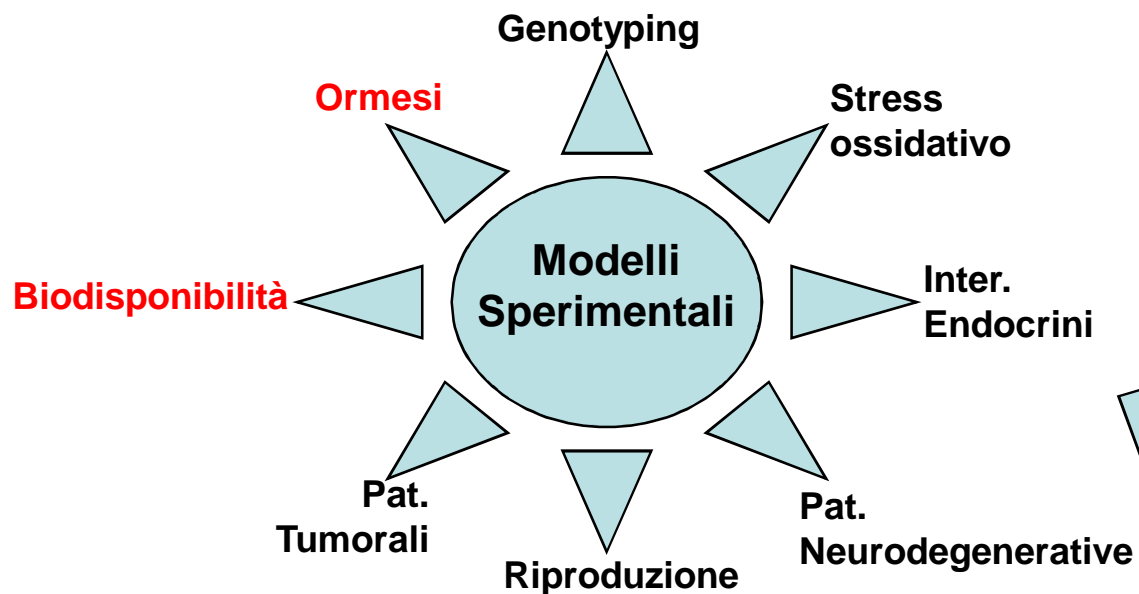 Genotyping
Ormesi
Stress
ossidativo
Modelli
Sperimentali
Biodisponibilità
Inter.
Endocrini
Pat.
Tumorali
Pat.
Neurodegenerative
Riproduzione